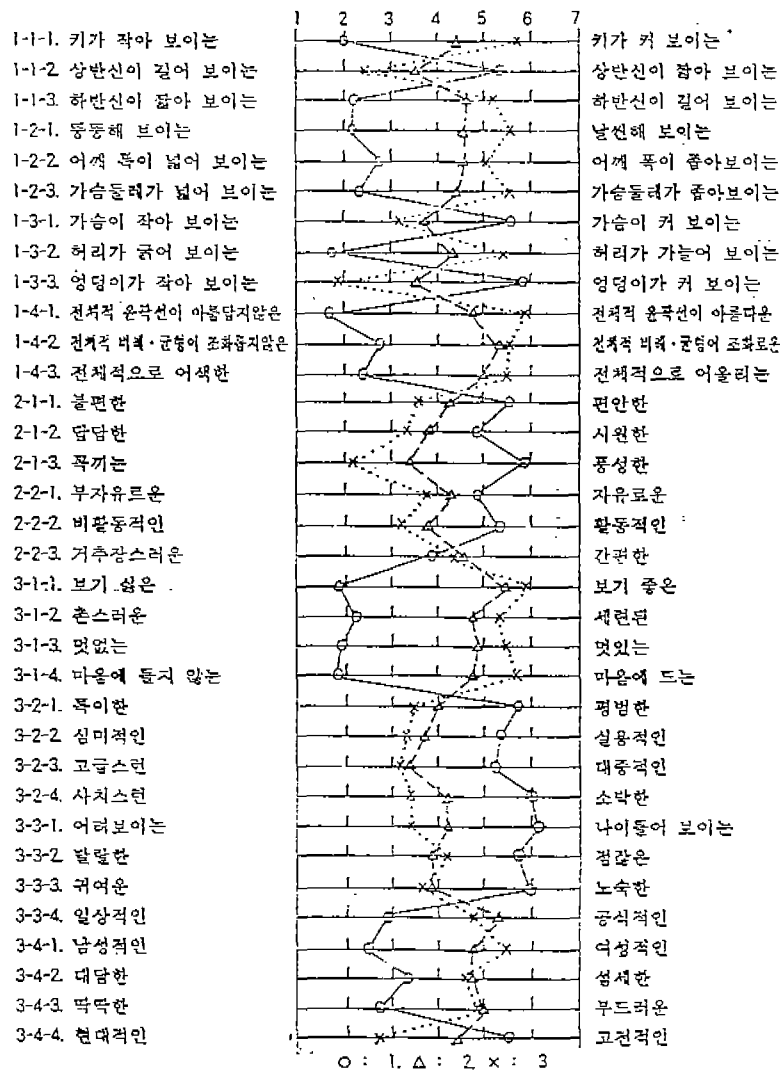 1 2 3 4 5 6 7
1-1-1. 키가 작아 보이는 키가 커 보이는
1-1-2. 상반신이 길어 보이는 상반신이 짧아 보이는
1-1-3. 하반신이 짧아 보이는 하반신이 길어 보이는
1-2-1. 뚱뚱해 보이는 날씬해 보이는
1-2-2. 어깨 폭이 넓어 보이는 어깨 폭이 좁아보이는
1-2-3. 가슴둘레가 넓어 보이는 가슴둘레가 좁아보이는
1-3-1. 가슴이 작아 보이는 가슴이 커 보이는
1-3-2. 허리가 굵어 보이는 허리가 가늘어 보이는
1-3-3. 엉덩이가 작아 보이는 엉덩이가 커 보이는
1-4-1. 전체적 윤곽선이 아름답지않은 전체적 윤곽선이 아름다운
1-4-2. 전체적 비례·균형이 조화롭지않은 전체적 비례·균형이 조화로운
1-4-3. 전체적으로 어색한 전체적으로 어울리는
2-1-1. 불편한 편안한
2-1-2. 답답한 시원한
2-1-3. 꼭끼는 풍성한
2-2-1. 부자유로운 자유로운
2-2-2. 비활동적인 활동적인
2-2-3. 거추장스러운 간편한
3-1-1. 보기 싫은 보기 좋은
3-1-2. 촌스러운 세련된
3-1-3. 멋없는 멋있는
3-1-4. 마음에 들지 않는 마음에 드는
3-2-1. 특이한 평범한
3-2-2. 심미적인 실용적인
3-2-3. 고급스런 대중적인
3-2-4. 사치스런 소박한
3-3-1. 어려보이는 나이들어 보이는
3-3-2. 발랄한 점잖은
3-3-3. 귀여운 노숙한
3-3-4. 일상적인 공식적인
3-4-1. 남성적인 여성적인
3-4-2. 대담한 섬세한
3-4-3. 딱딱한 부드러운
3-4-4. 현대적인 고전적인
○ : 1, △ : 2, × : 3